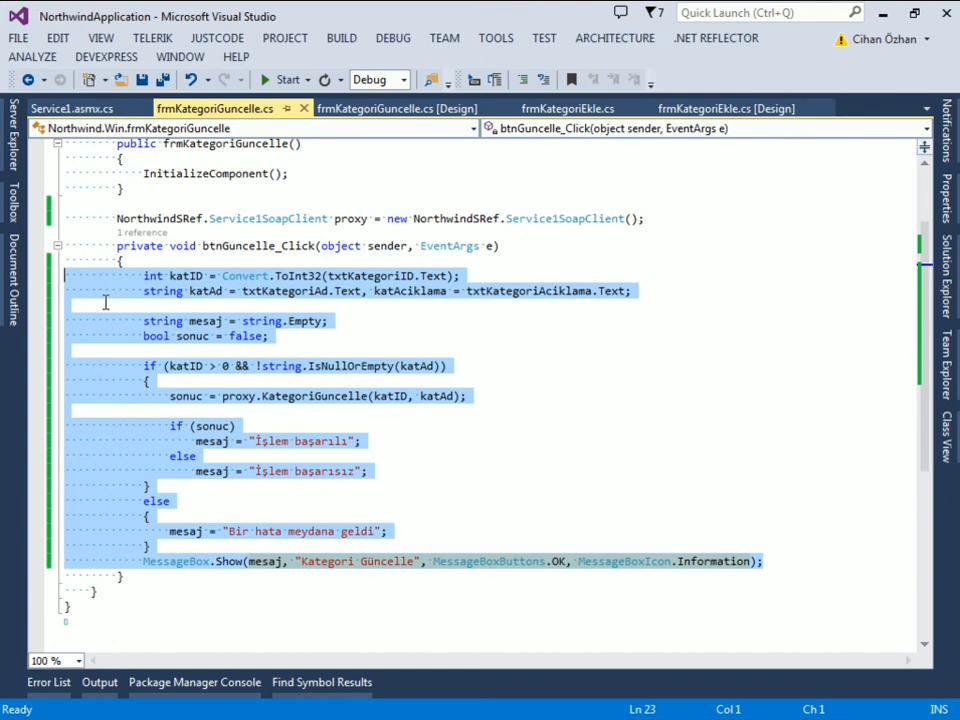 NorthwindApplication - Microsoft Visual Studio
7
Quick Launch (Ctrl+Q)
FILE EDIT VIEW TELERIK JUSTCODE PROJECT BUILD DEBUG TEAM TOOLS TEST ARCHITECTURE .NET REFLECTOR
Cihan Özhan
ANALYZE DEVEXPRESS WINDOW HELP
Start Debug
Service1.asmx.cs frmKategoriGuncelle.cs frmKategoriGuncelle.cs [Design] frmKategoriEkle.cs frmKategoriEkle.cs [Design]
Northwind.Win.frmKategoriGuncelle btnGuncelle_Click(object sender, EventArgs e)
Server Explorer
Toolbox
Document Outline
public frmKategoriGuncelle()
{
InitializeComponent();
}
NorthwindSRef.Service1SoapClient proxy = new NorthwindSRef.Service1SoapClient();
1 reference
private void btnGuncelle_Click(object sender, EventArgs e)
{
int katID = Convert.ToInt32(txtKategoriID.Text);
string katAd = txtKategoriAd.Text, katAciklama = txtKategoriAciklama.Text;
string mesaj = string.Empty;
bool sonuc = false;
if (katID > 0 && !string.IsNullOrEmpty(katAd))
{
sonuc = proxy.KategoriGuncelle(katID, katAd);
if (sonuc)
mesaj = "İşlem başarılı";
else
mesaj = "İşlem başarısız";
}
else
{
mesaj = "Bir hata meydana geldi";
}
MessageBox.Show(mesaj, "Kategori Güncelle", MessageBoxButtons.OK, MessageBoxIcon.Information);
}
}
}
Notifications
Properties
Solution Explorer
Team Explorer
Class View
100 %
Error List Output Package Manager Console Find Symbol Results
Ready Ln 23 Col 1 Ch 1 INS